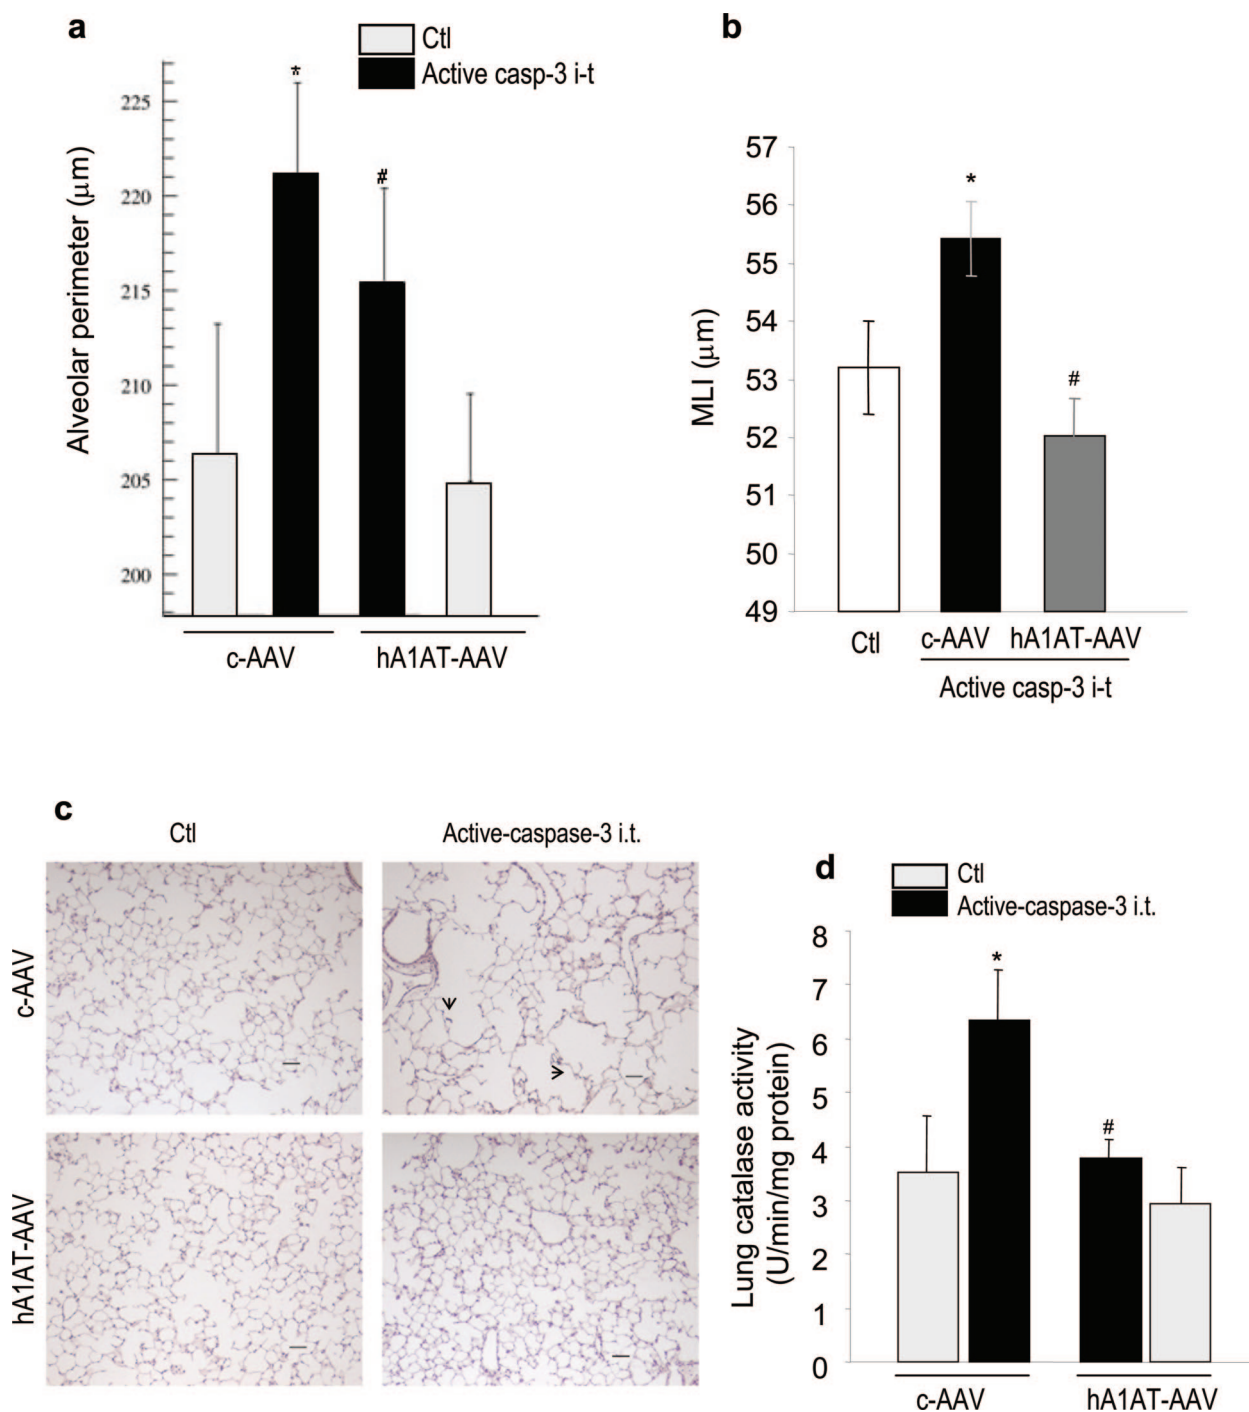 a
Ctl
Active casp-3 i-t
Alveolar perimeter (μm)
225
220
215
210
205
200
*
#
c-AAV
hA1AT-AAV
b
MLI (μm)
57
56
55
54
53
52
51
50
49
*
#
Ctl
c-AAV
hA1AT-AAV
Active casp-3 i-t
c
Ctl
Active-caspase-3 i.t.
c-AAV
hA1AT-AAV
d
Ctl
Active-caspase-3 i.t.
Lung catalase activity
(U/min/mg protein)
8
7
6
5
4
3
2
1
0
*
#
c-AAV
hA1AT-AAV